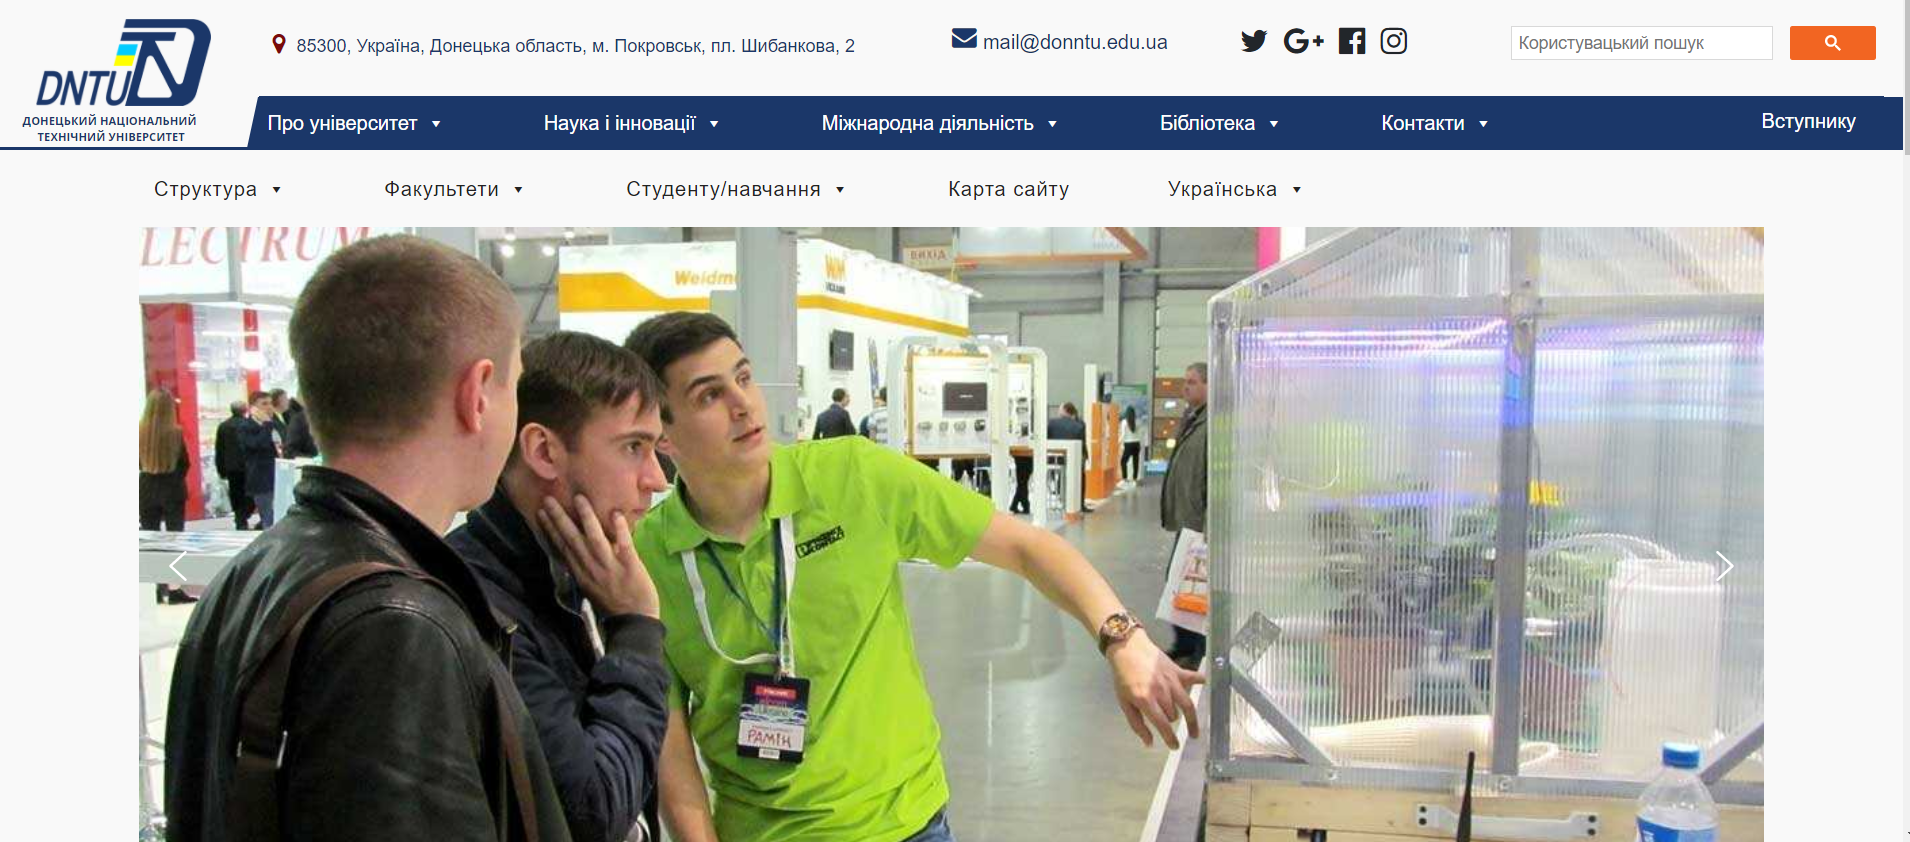 DNTU
ДОНЕЦЬКИЙ НАЦІОНАЛЬНИЙ
ТЕХНІЧНИЙ УНІВЕРСИТЕТ
85300, Україна, Донецька область, м. Покровськ, пл. Шибанкова, 2
mail@donntu.edu.ua
Користувацький пошук
Про університет
Наука і інновації
Міжнародна діяльність
Бібліотека
Контакти
Вступнику
Структура
Факультети
Студенту/навчання
Карта сайту
Українська
LECTRUM
Weidm
ВИХІД
РАМІН